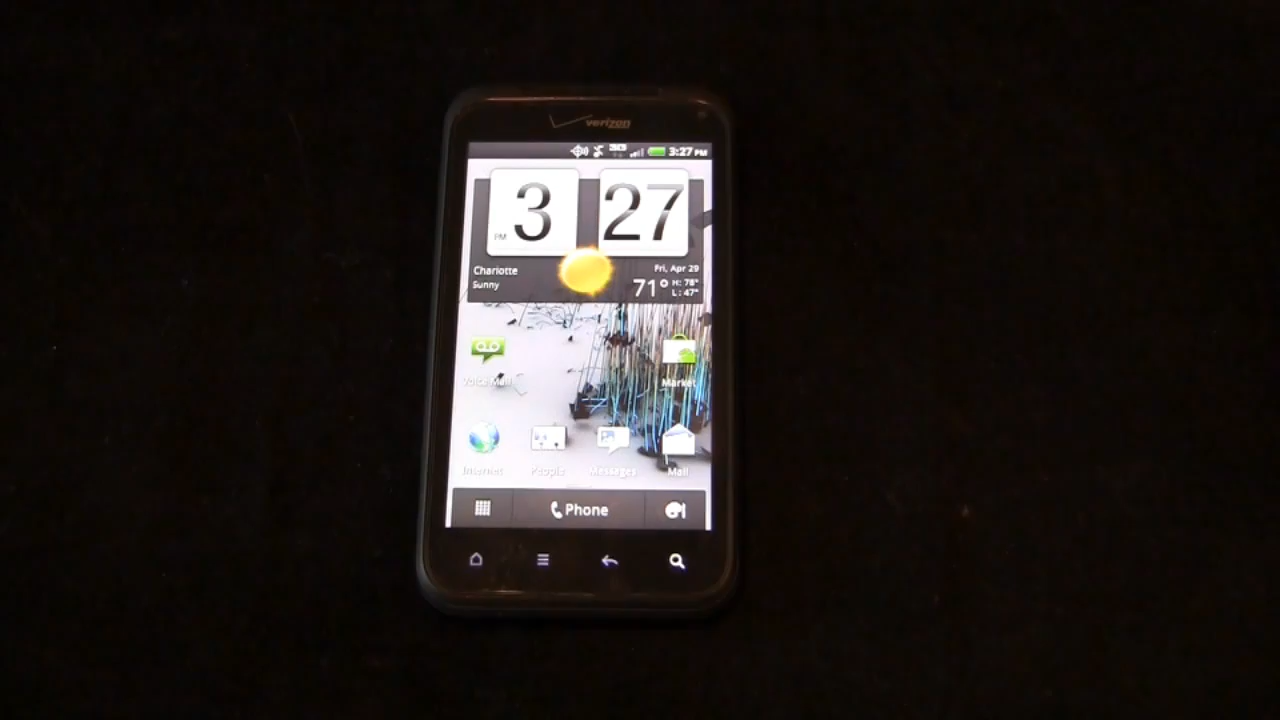 verizon
3G 3:27 PM
PM 3 27
Charlotte Fri, Apr 29
Sunny 71° H: 78°
L: 47°
Voice Mail Market
Internet People Messages Mail
Phone